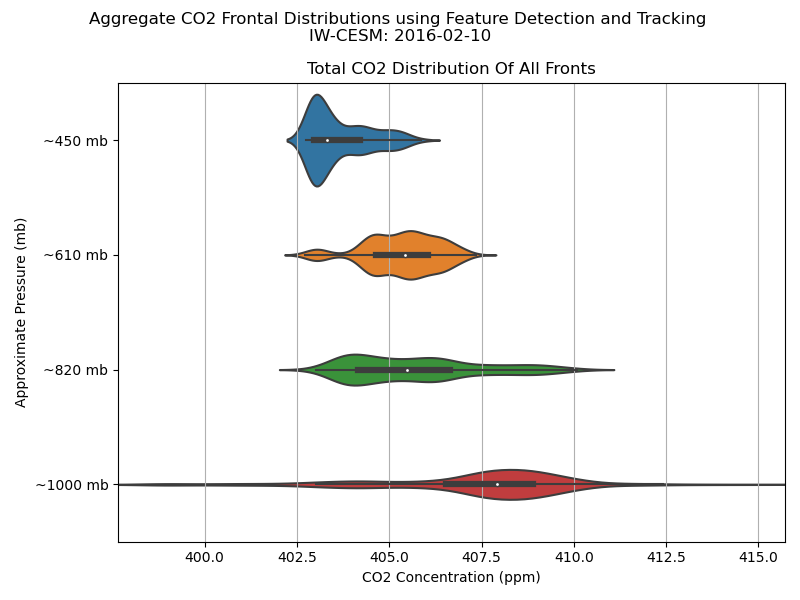 Aggregate CO2 Frontal Distributions using Feature Detection and Tracking
IW-CESM: 2016-02-10
Total CO2 Distribution Of All Fronts
Approximate Pressure (mb)
~450 mb
~610 mb
~820 mb
~1000 mb
400.0 402.5 405.0 407.5 410.0 412.5 415.0
CO2 Concentration (ppm)